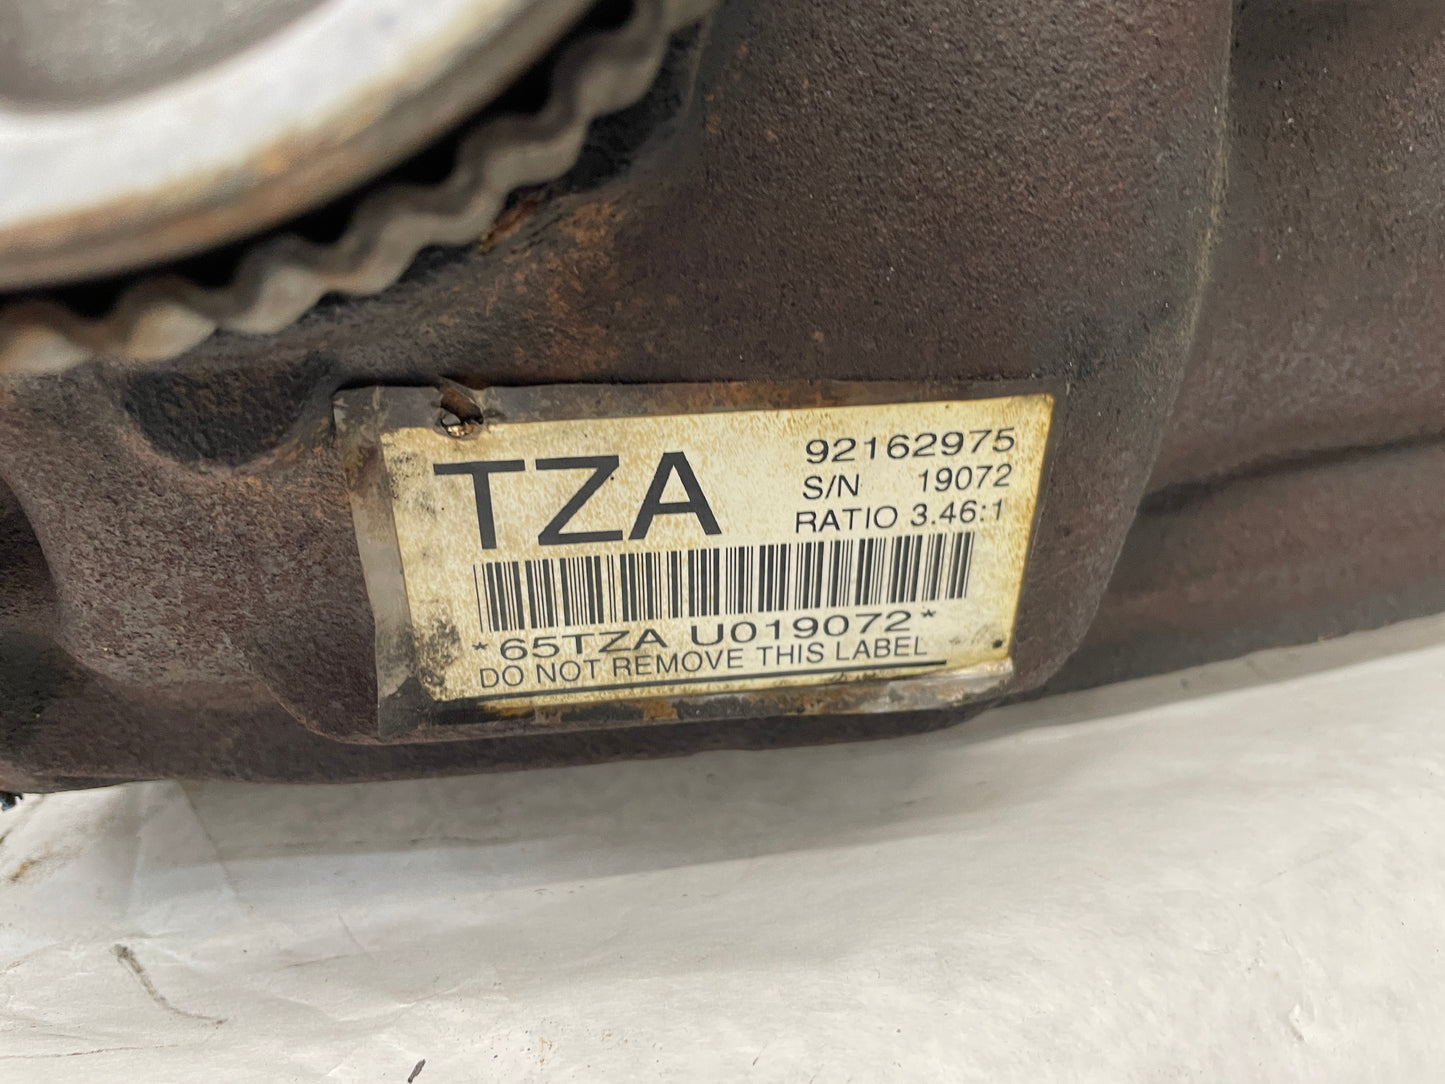 TZA
92162975
S/N 19072
RATIO 3.46:1
*65TZA U019072*
DO NOT REMOVE THIS LABEL